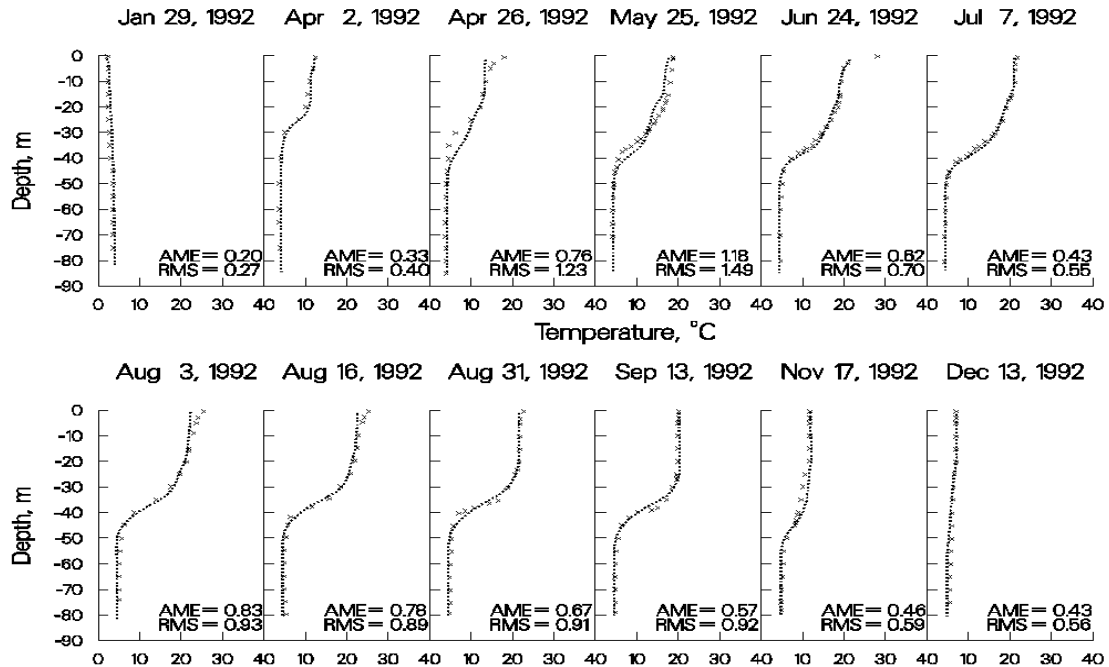 Jan 29, 1992 Apr 2, 1992 Apr 26, 1992 May 25, 1992 Jun 24, 1992 Jul 7, 1992
0
-10
-20
-30
-40
-50
-60
-70
-80
-90
Depth, m
AME = 0.20 AME = 0.33 AME = 0.76 AME = 1.18 AME = 0.62 AME = 0.43
RMS = 0.27 RMS = 0.40 RMS = 1.23 RMS = 1.49 RMS = 0.70 RMS = 0.55
0 10 20 30 40 10 20 30 40 10 20 30 40 10 20 30 40 10 20 30 40 10 20 30 40
Temperature, °C
Aug 3, 1992 Aug 16, 1992 Aug 31, 1992 Sep 13, 1992 Nov 17, 1992 Dec 13, 1992
0
-10
-20
-30
-40
-50
-60
-70
-80
-90
Depth, m
AME = 0.83 AME = 0.78 AME = 0.67 AME = 0.57 AME = 0.46 AME = 0.43
RMS = 0.93 RMS = 0.89 RMS = 0.91 RMS = 0.92 RMS = 0.59 RMS = 0.56
0 10 20 30 40 10 20 30 40 10 20 30 40 10 20 30 40 10 20 30 40 10 20 30 40